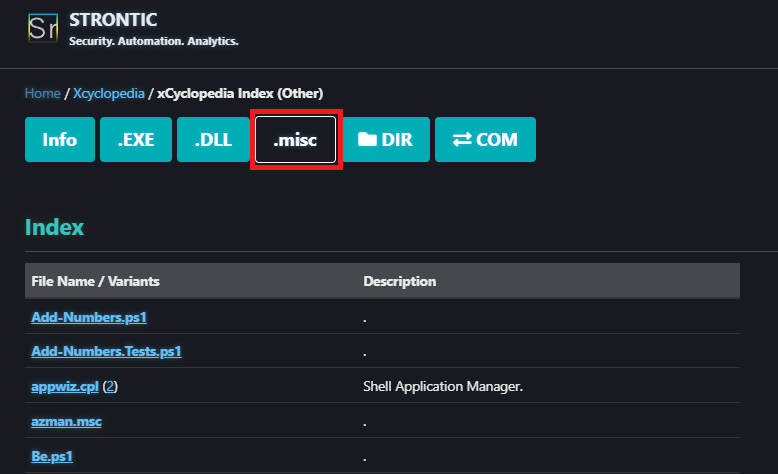 Sr
STRONTIC
Security. Automation. Analytics.
Home / Xcyclopedia / xCyclopedia Index (Other)
Info .EXE .DLL .misc DIR COM
Index
File Name / Variants Description
Add-Numbers.ps1 .
Add-Numbers.Tests.ps1 .
appwiz.cpl (2) Shell Application Manager.
azman.msc .
Be.ps1 .